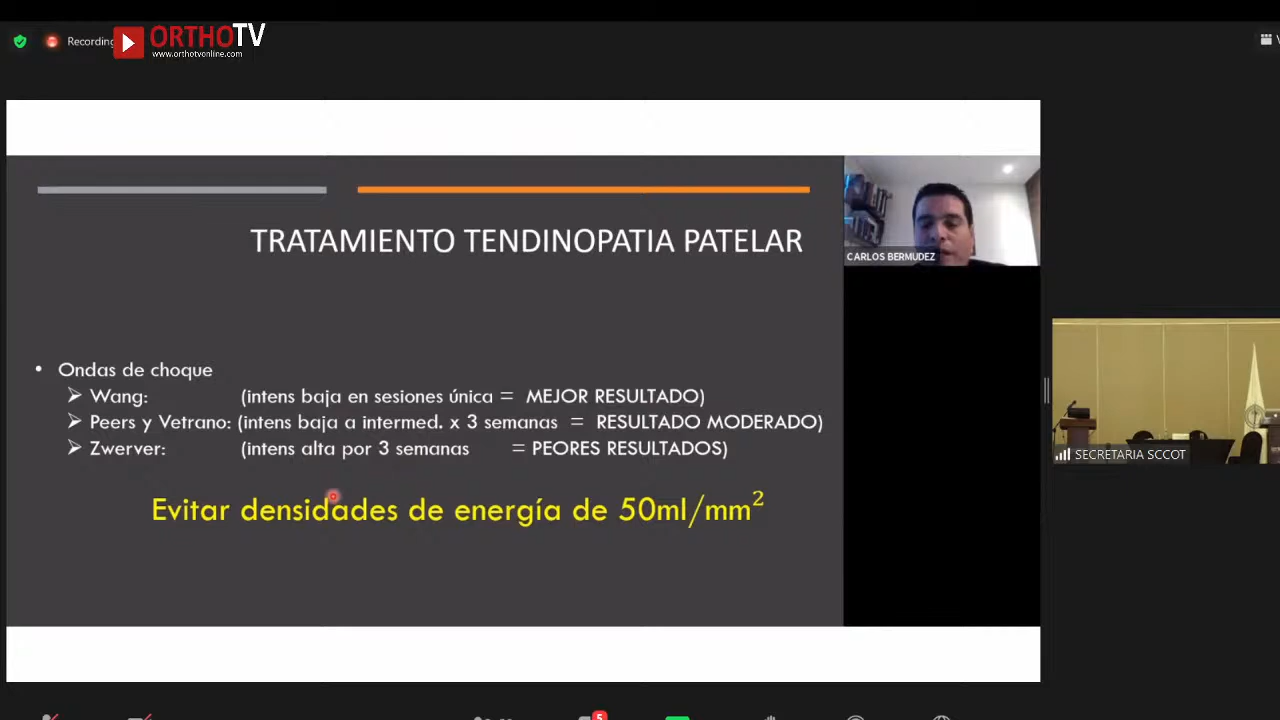 Recording
ORTHOTV
www.orthotvonline.com
TRATAMIENTO TENDINOPATIA PATELAR
CARLOS BERMUDEZ
• Ondas de choque
➢ Wang: (intens baja en sesiones única = MEJOR RESULTADO)
➢ Peers y Vetrano: (intens baja a intermed. x 3 semanas = RESULTADO MODERADO)
➢ Zwerver: (intens alta por 3 semanas = PEORES RESULTADOS)
Evitar densidades de energía de 50ml/mm²
SECRETARIA SCCOT
5